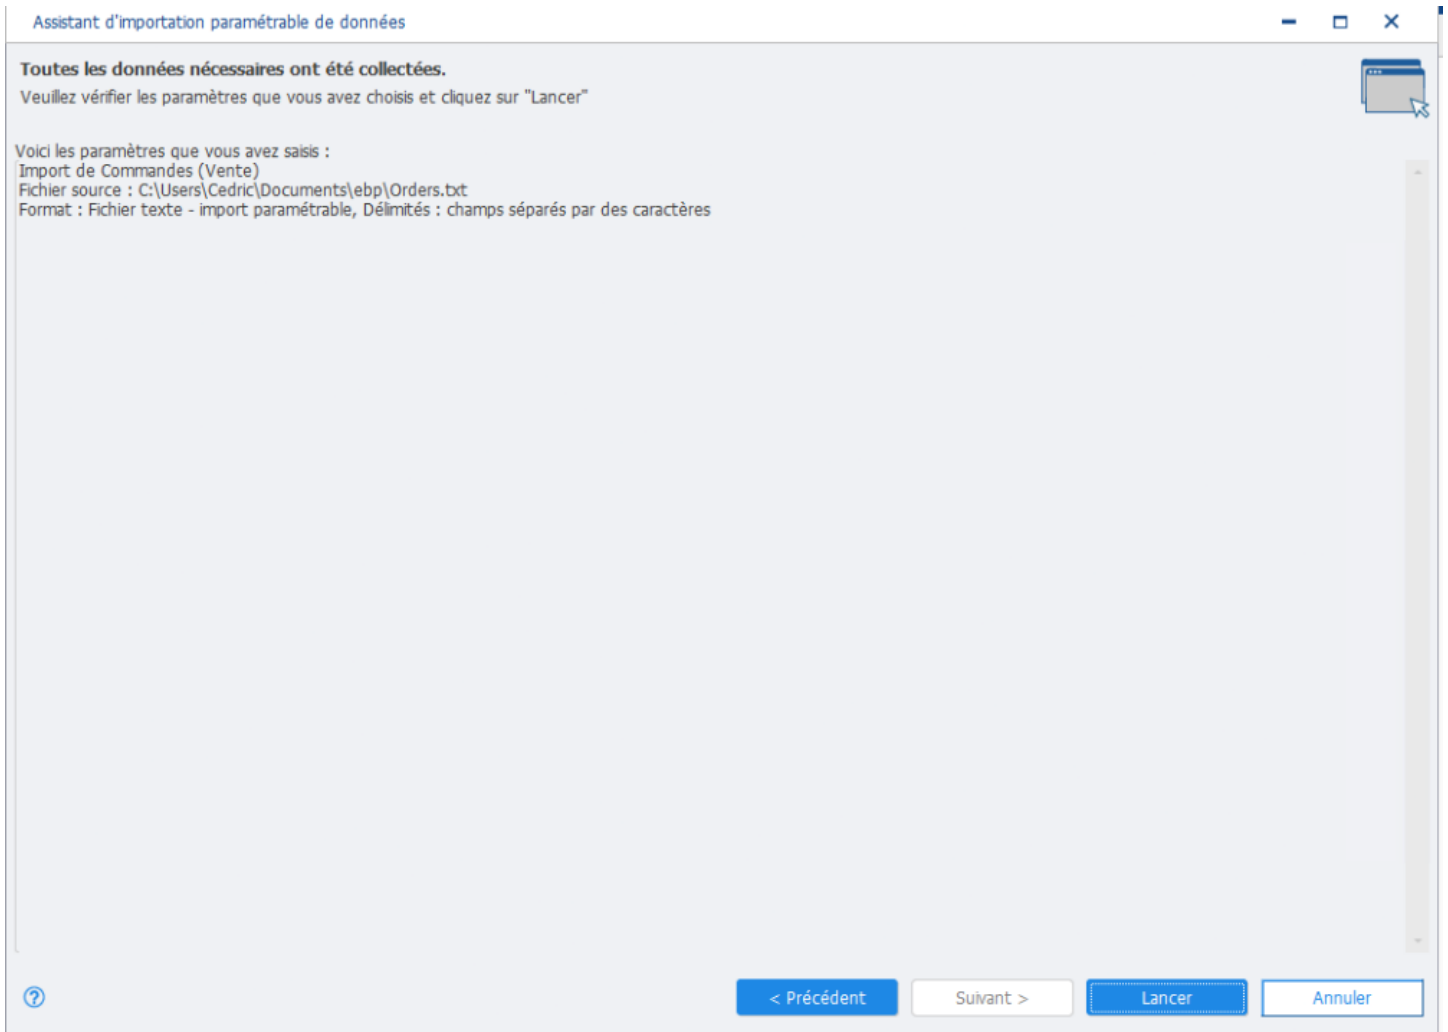 Assistant d'importation paramétrable de données
Toutes les données nécessaires ont été collectées.
Veuillez vérifier les paramètres que vous avez choisis et cliquez sur "Lancer"
Voici les paramètres que vous avez saisis :
Import de Commandes (Vente)
Fichier source : C:\Users\Cedric\Documents\ebp\Orders.txt
Format : Fichier texte - import paramétrable, Délimités : champs séparés par des caractères
< Précédent
Suivant >
Lancer
Annuler